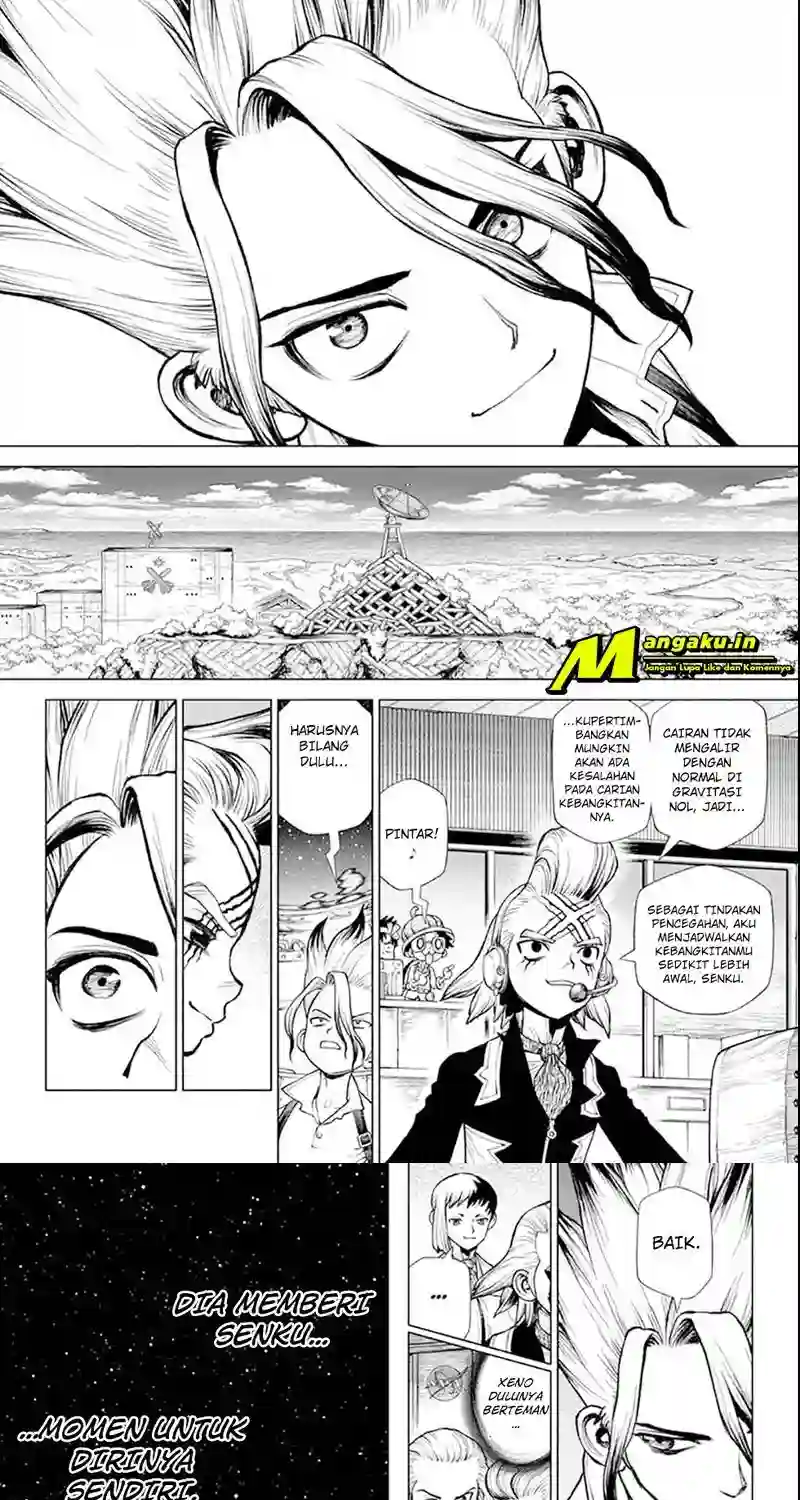 Mangaku.in
Jangan Lupa Like dan Komennya
CAIRAN TIDAK
MENGALIR
DENGAN
NORMAL DI
GRAVITASI
NOL, JADI...
...KUPERTIM-
BANGKAN
MUNGKIN
AKAN ADA
KESALAHAN
PADA CARIAN
KEBANGKITAN-
NYA.
SEBAGAI TINDAKAN
PENCEGAHAN, AKU
MENJADWALKAN
KEBANGKITANMU
SEDIKIT LEBIH
AWAL, SENKU.
PINTAR!
♪
HARUSNYA
BILANG
DULU...
BAIK.
...
XENO
DULUNYA
BERTEMAN
...
DIA MEMBERI
SENKU...
...MOMEN UNTUK
DIRINYA
SENDIRI.